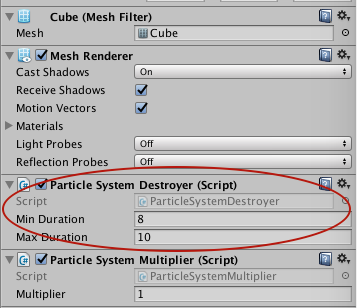 Cube (Mesh Filter)
Mesh Cube
Mesh Renderer
Cast Shadows On
Receive Shadows
Motion Vectors
Materials
Light Probes Off
Reflection Probes Off
Particle System Destroyer (Script)
Script ParticleSystemDestroyer
Min Duration 8
Max Duration 10
Particle System Multiplier (Script)
Script ParticleSystemMultiplier
Multiplier 1